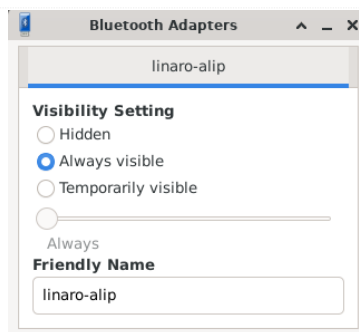 Bluetooth Adapters
linaro-alip
Visibility Setting
Hidden
Always visible
Temporarily visible
Always
Friendly Name
linaro-alip